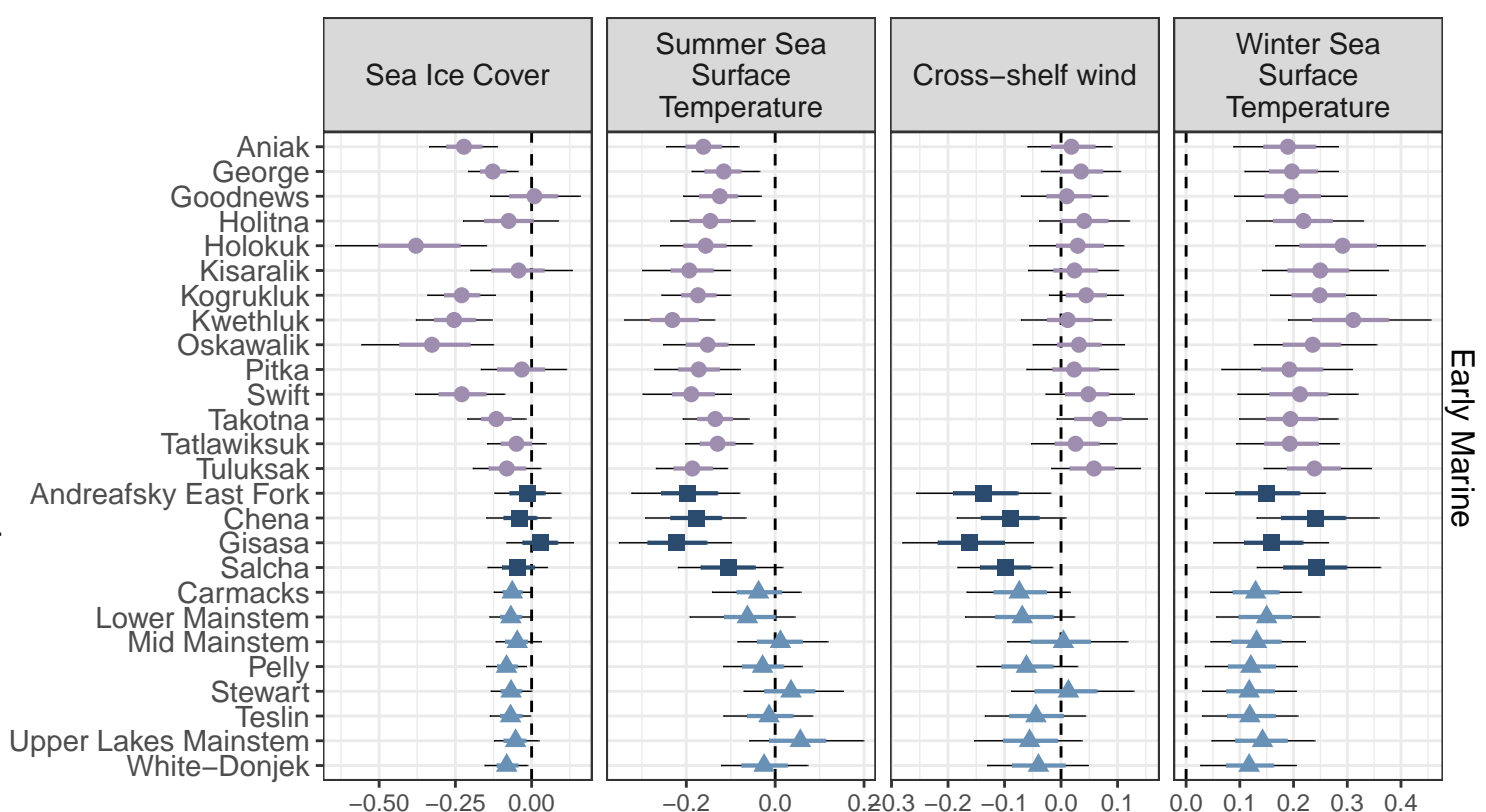 Sea Ice Cover
Summer Sea
Surface
Temperature
Cross−shelf wind
Winter Sea
Surface
Temperature
Aniak
George
Goodnews
Holitna
Holokuk
Kisaralik
Kogrukluk
Kwethluk
Oskawalik
Pitka
Swift
Takotna
Tatlawiksuk
Tuluksak
Andreafsky East Fork
Chena
Gisasa
Salcha
Carmacks
Lower Mainstem
Mid Mainstem
Pelly
Stewart
Teslin
Upper Lakes Mainstem
White−Donjek
Early Marine
−0.50 −0.25 0.00
−0.2 0.0 0.2
−0.3 −0.2 −0.1 0.0 0.1
0.0 0.1 0.2 0.3 0.4